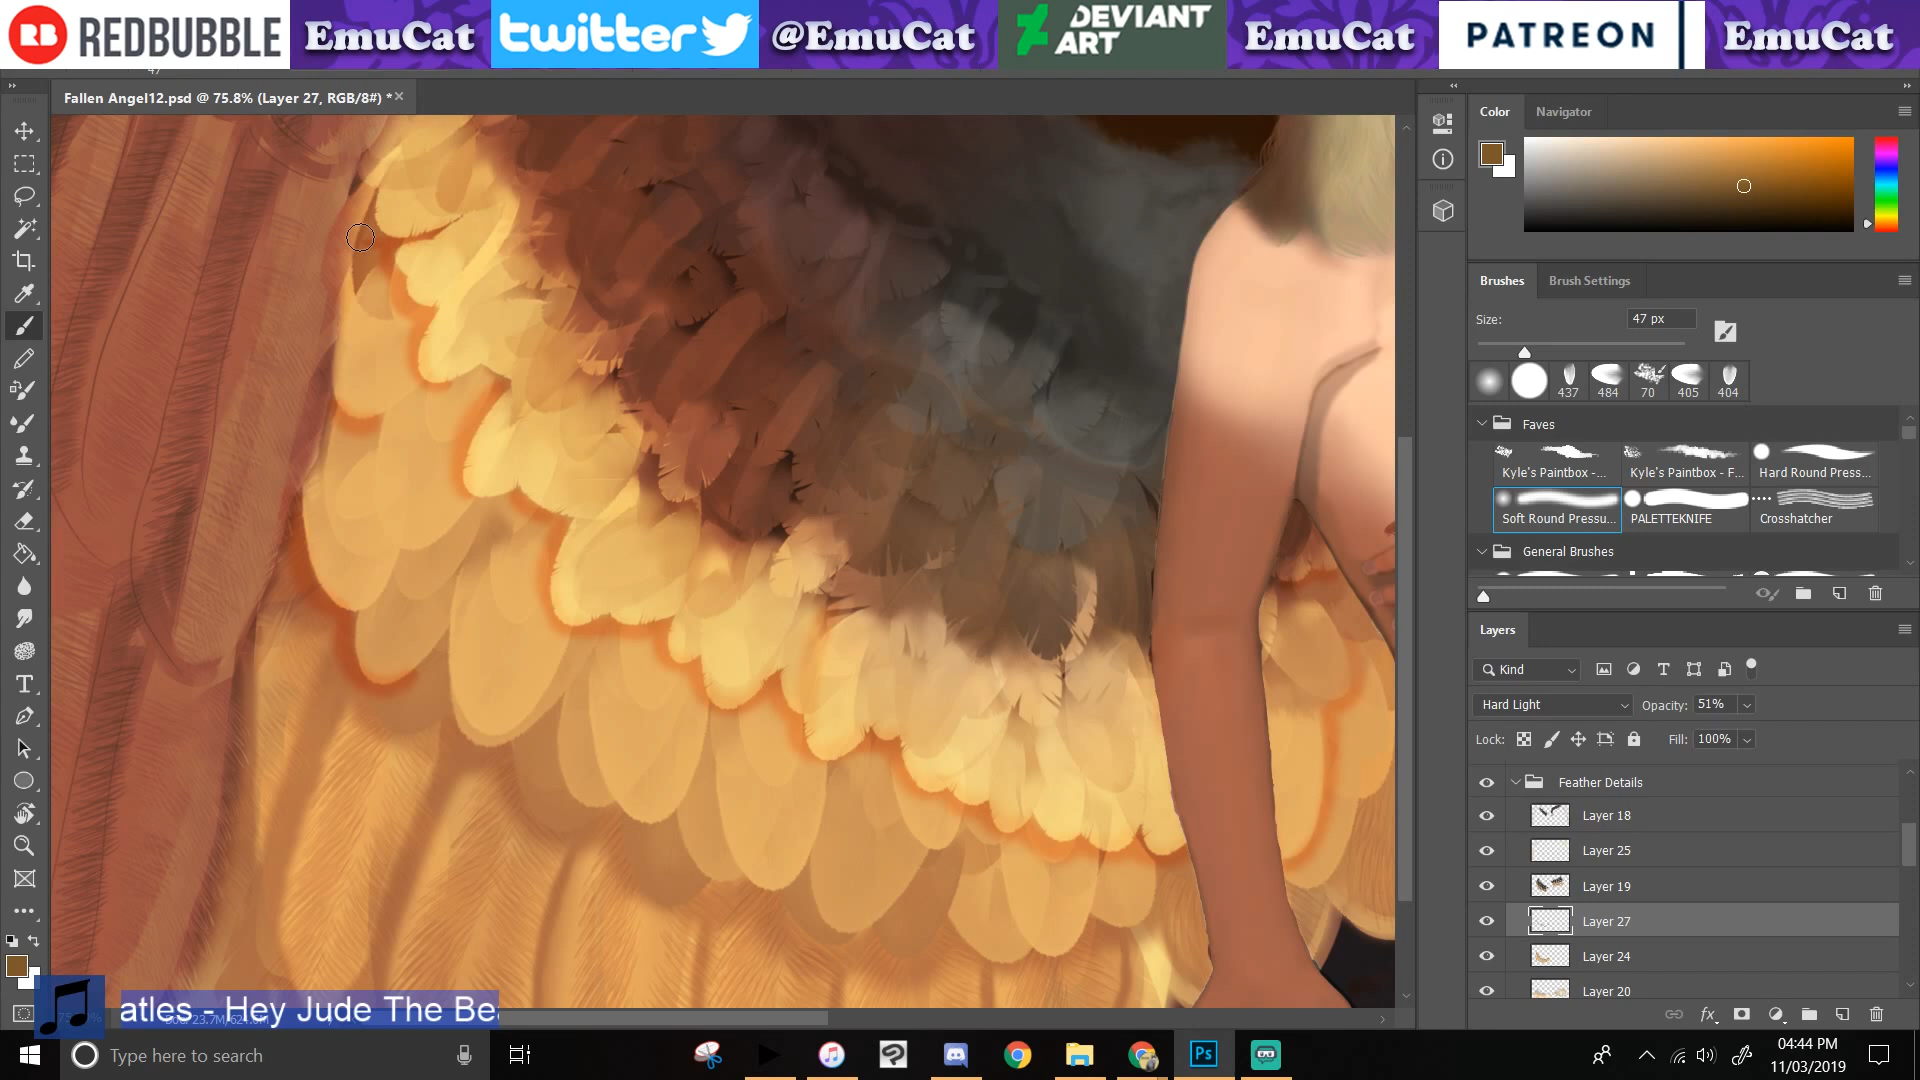 REDBUBBLE EmuCat twitter @EmuCat DEVIANT ART EmuCat PATREON EmuCat
47
Fallen Angel12.psd @ 75.8% (Layer 27, RGB/8#) *
Color Navigator
Brushes Brush Settings
Size: 47 px
437 484 70 405 404
Faves
Kyle's Paintbox -... Kyle's Paintbox - F... Hard Round Press...
Soft Round Pressu... PALETTEKNIFE Crosshatcher
General Brushes
Layers
Kind
Hard Light Opacity: 51%
Lock: Fill: 100%
Feather Details
Layer 18
Layer 25
Layer 19
Layer 27
Layer 24
Layer 20
atles - Hey Jude The Be
Type here to search
Ps
04:44 PM
11/03/2019